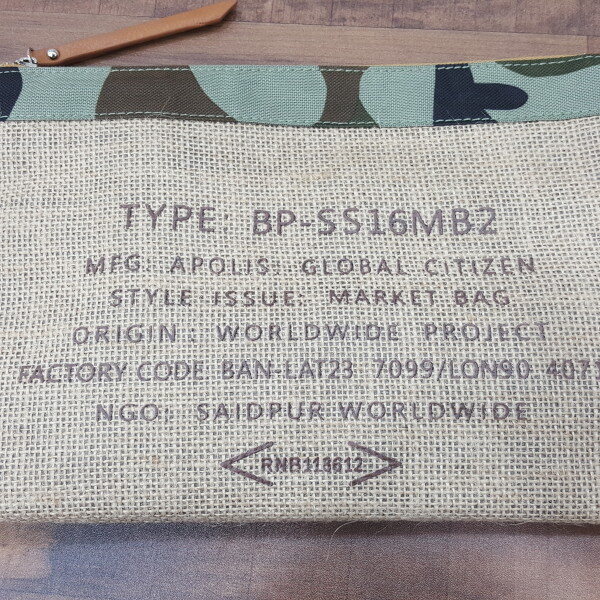 TYPE: BP-SS16MB2
MFG: APOLIS: GLOBAL CITIZEN
STYLE ISSUE: MARKET BAG
ORIGIN: WORLDWIDE PROJECT
FACTORY CODE BAN-LAT23 7099/LON90 4071
NGO: SAIDPUR WORLDWIDE
RNB118612